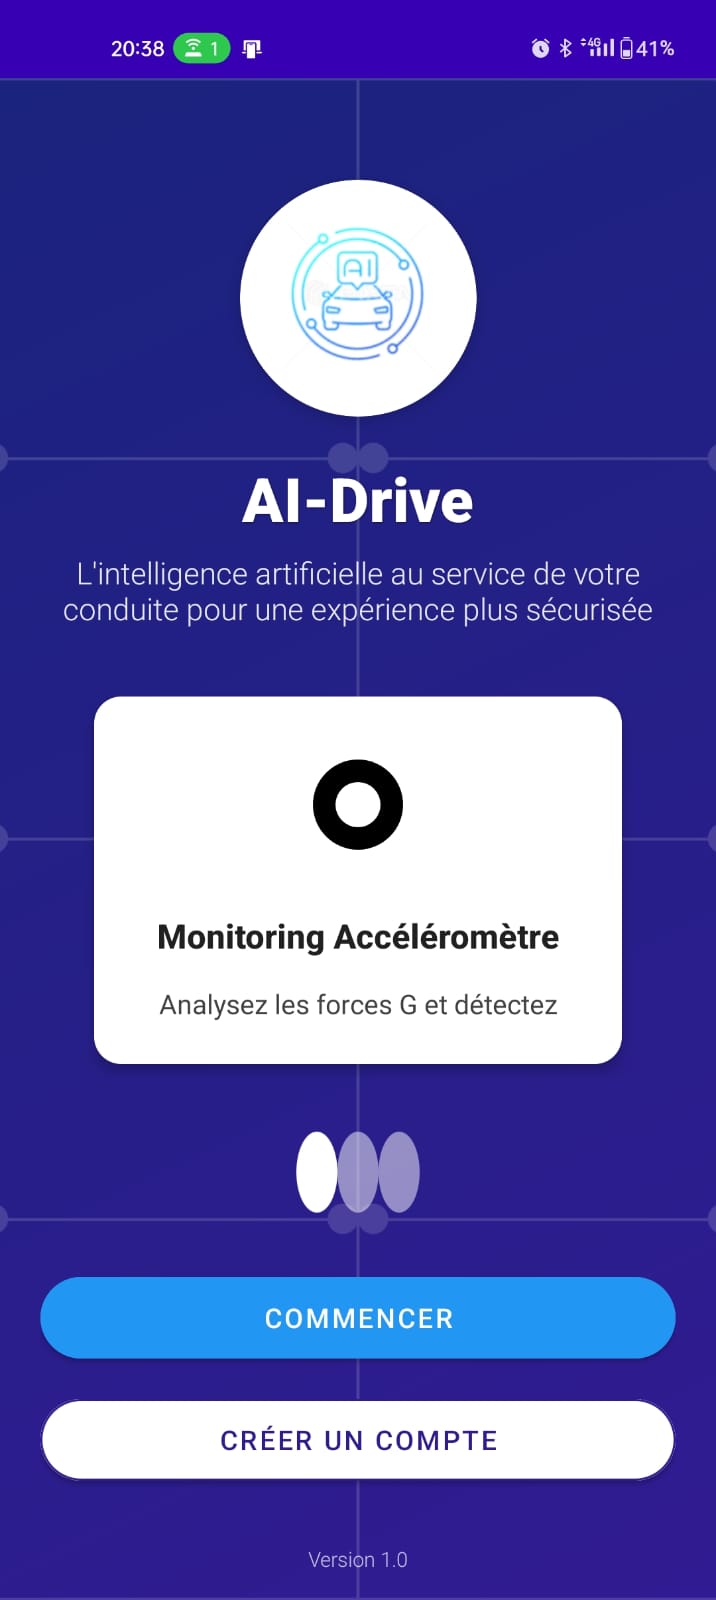 20:38
1
4G
41%
AI
AI-Drive
L'intelligence artificielle au service de votre
conduite pour une expérience plus sécurisée
Monitoring Accéléromètre
Analysez les forces G et détectez
COMMENCER
CRÉER UN COMPTE
Version 1.0